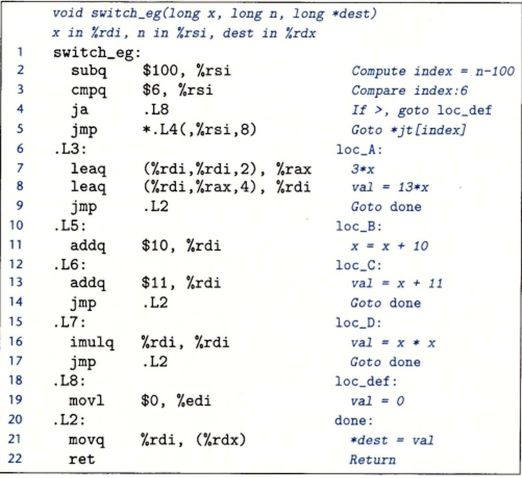 void switch_eg(long x, long n, long *dest)
x in %rdi, n in %rsi, dest in %rdx
1 switch_eg:
2 subq $100, %rsi Compute index = n-100
3 cmpq $6, %rsi Compare index:6
4 ja .L8 If >, goto loc_def
5 jmp *.L4(,%rsi,8) Goto *jt[index]
6 .L3: loc_A:
7 leaq (%rdi,%rdi,2), %rax 3*x
8 leaq (%rdi,%rax,4), %rdi val = 13*x
9 jmp .L2 Goto done
10 .L5: loc_B:
11 addq $10, %rdi x = x + 10
12 .L6: loc_C:
13 addq $11, %rdi val = x + 11
14 jmp .L2 Goto done
15 .L7: loc_D:
16 imulq %rdi, %rdi val = x * x
17 jmp .L2 Goto done
18 .L8: loc_def:
19 movl $0, %edi val = 0
20 .L2: done:
21 movq %rdi, (%rdx) *dest = val
22 ret Return